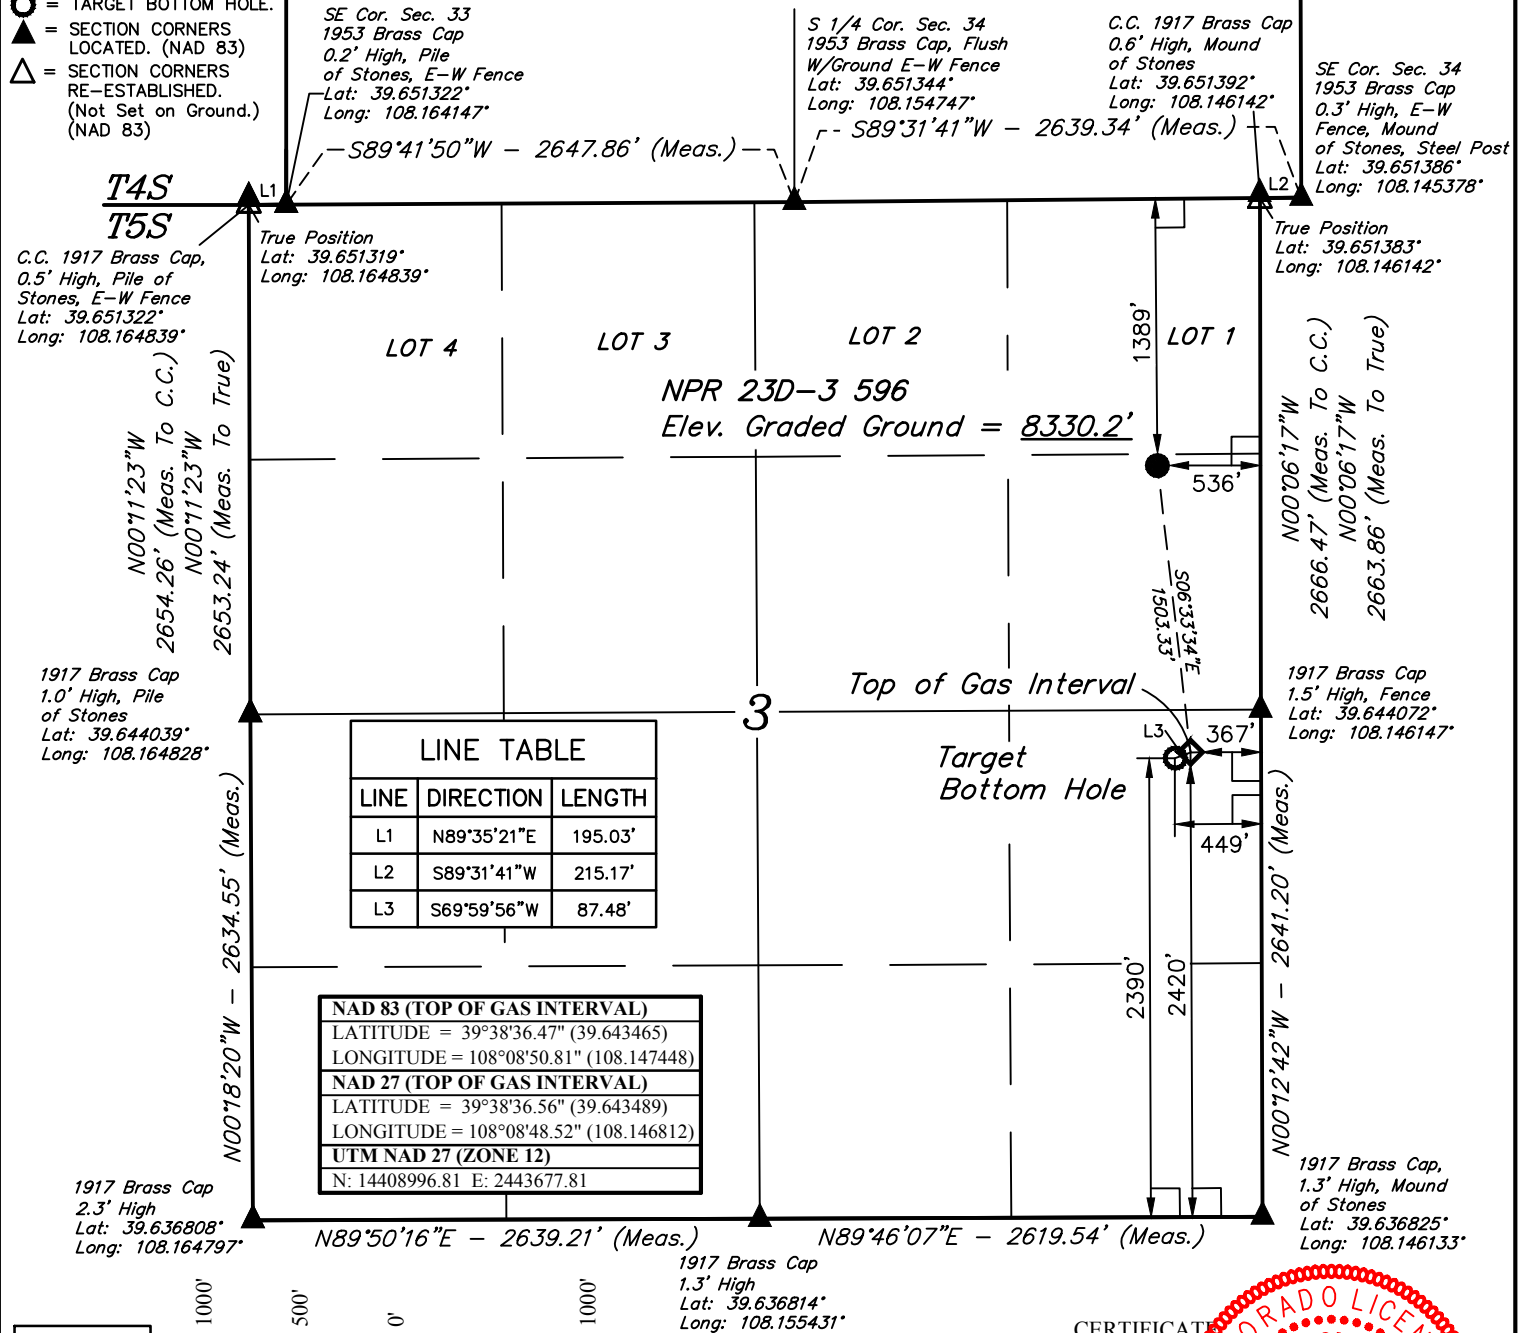 = TARGET BOTTOM HOLE.
= SECTION CORNERS
LOCATED. (NAD 83)
= SECTION CORNERS
RE-ESTABLISHED.
(Not Set on Ground.)
(NAD 83)
SE Cor. Sec. 33
1953 Brass Cap
0.2' High, Pile
of Stones, E-W Fence
Lat: 39.651322°
Long: 108.164147°
S 1/4 Cor. Sec. 34
1953 Brass Cap, Flush
W/Ground E-W Fence
Lat: 39.651344°
Long: 108.154747°
C.C. 1917 Brass Cap
0.6' High, Mound
of Stones
Lat: 39.651392°
Long: 108.146142°
SE Cor. Sec. 34
1953 Brass Cap
0.3' High, E-W
Fence, Mound
of Stones, Steel Post
Lat: 39.651386°
Long: 108.145378°
S89°41'50"W - 2647.86' (Meas.)
S89°31'41"W - 2639.34' (Meas.)
T4S
T5S
L1
L2
C.C. 1917 Brass Cap,
0.5' High, Pile of
Stones, E-W Fence
Lat: 39.651322°
Long: 108.164839°
True Position
Lat: 39.651319°
Long: 108.164839°
True Position
Lat: 39.651383°
Long: 108.146142°
LOT 4
LOT 3
LOT 2
LOT 1
1389'
NPR 23D-3 596
Elev. Graded Ground = 8330.2'
536'
N00°11'23"W
2654.26' (Meas. To C.C.)
N00°11'23"W
2653.24' (Meas. To True)
N00°06'17"W
2666.47' (Meas. To C.C.)
N00°06'17"W
2663.86' (Meas. To True)
S06°33'34"E
1503.33'
1917 Brass Cap
1.0' High, Pile
of Stones
Lat: 39.644039°
Long: 108.164828°
1917 Brass Cap
1.5' High, Fence
Lat: 39.644072°
Long: 108.146147°
Top of Gas Interval
3
L3
367'
Target
Bottom Hole
449'
LINE TABLE
LINE DIRECTION LENGTH
L1 N89°35'21"E 195.03'
L2 S89°31'41"W 215.17'
L3 S69°59'56"W 87.48'
N00°18'20"W - 2634.55' (Meas.)
2390'
2420'
N00°12'42"W - 2641.20' (Meas.)
NAD 83 (TOP OF GAS INTERVAL)
LATITUDE = 39°38'36.47" (39.643465)
LONGITUDE = 108°08'50.81" (108.147448)
NAD 27 (TOP OF GAS INTERVAL)
LATITUDE = 39°38'36.56" (39.643489)
LONGITUDE = 108°08'48.52" (108.146812)
UTM NAD 27 (ZONE 12)
N: 14408996.81 E: 2443677.81
1917 Brass Cap
2.3' High
Lat: 39.636808°
Long: 108.164797°
1917 Brass Cap,
1.3' High, Mound
of Stones
Lat: 39.636825°
Long: 108.146133°
N89°50'16"E - 2639.21' (Meas.)
N89°46'07"E - 2619.54' (Meas.)
1917 Brass Cap
1.3' High
Lat: 39.636814°
Long: 108.155431°
1000'
500'
0'
1000'
ORADO LICEN
CERTIFICATE